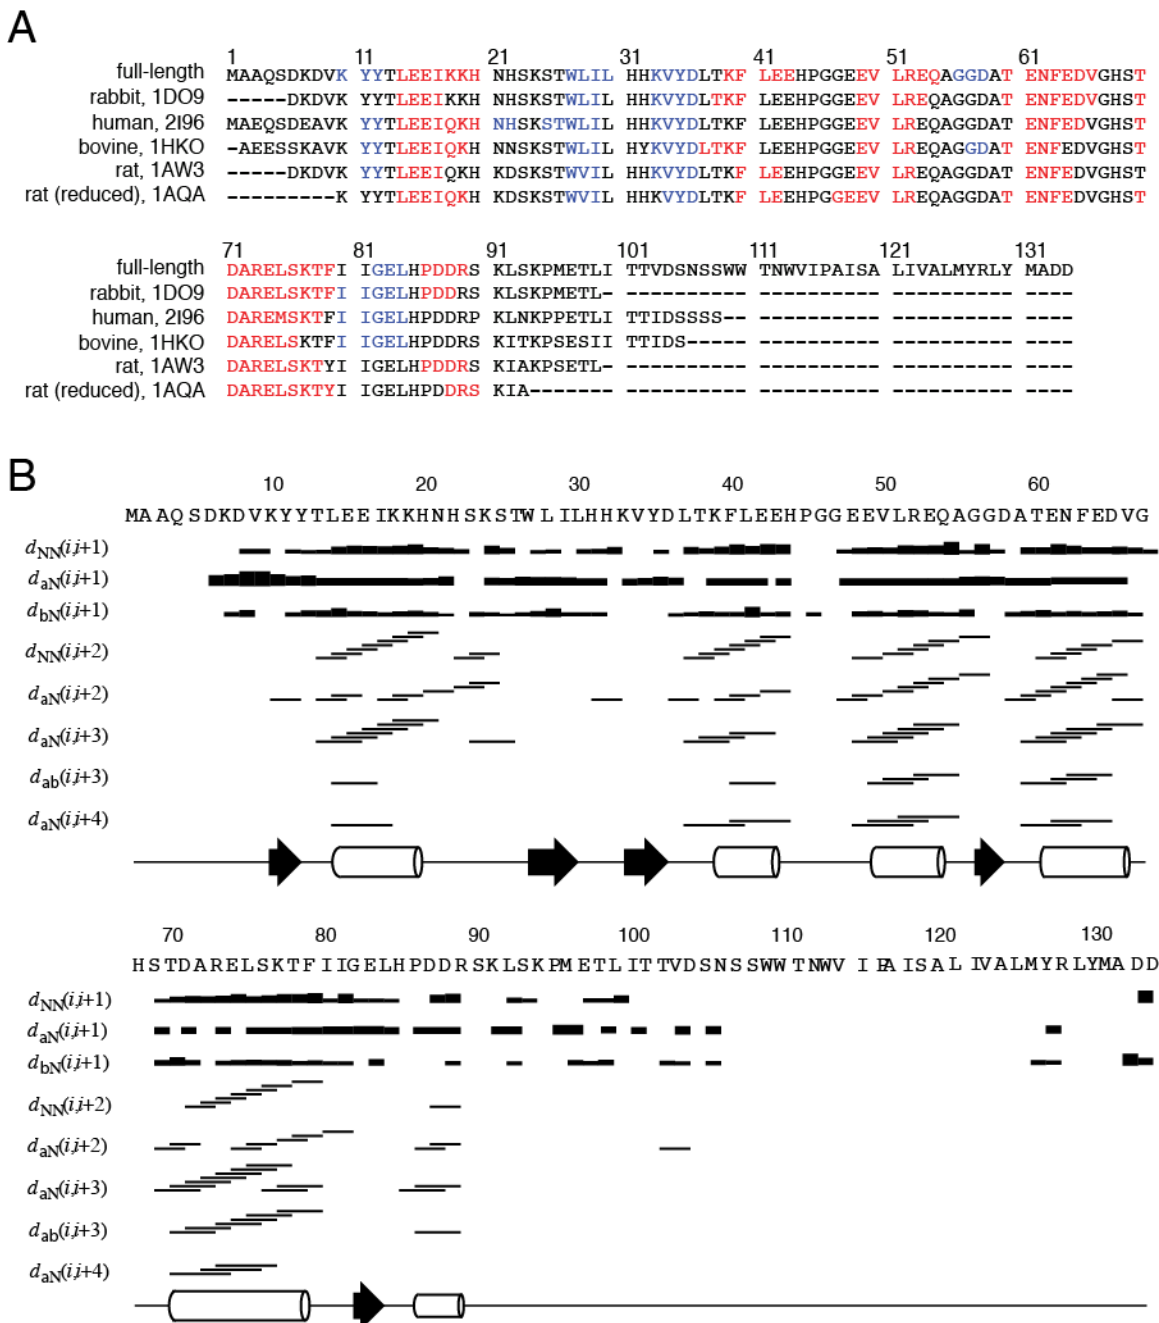 A
1 11 21 31 41 51 61
full-length MAAQSDKDVK YYTLEEIKKH NHSKSTWLIL HHKVYDLTKF LEEHPGGEEV LREQAGGDAT ENFEDVGHST
rabbit, 1DO9 -----DKDVK YYTLEEIKKH NHSKSTWLIL HHKVYDLTKF LEEHPGGEEV LREQAGGDAT ENFEDVGHST
human, 2I96 MAEQSDEAVK YYTLEEIQKH NHSKSTWLIL HHKVYDLTKF LEEHPGGEEV LREQAGGDAT ENFEDVGHST
bovine, 1HKO -AEESSKAVK YYTLEEIQKH NNSKSTWLIL HYKVYDLTKF LEEHPGGEEV LREQAGGDAT ENFEDVGHST
rat, 1AW3 -----DKDVK YYTLEEIQKH KDSKSTWVIL HHKVYDLTKF LEEHPGGEEV LREQAGGDAT ENFEDVGHST
rat (reduced), 1AQA ---------K YYTLEEIQKH KDSKSTWVIL HHKVYDLTKF LEEHPGGEEV LREQAGGDAT ENFEDVGHST
71 81 91 101 111 121 131
full-length DARELSKTFI IGELHPDDRS KLSKPMETLI TTVDSNSSWW TNWVIPAISA LIVALMYRLY MADD
rabbit, 1DO9 DARELSKTFI IGELHPDDRS KLSKPMETL- ---------- ---------- ---------- ----
human, 2I96 DAREMSKTFI IGELHPDDRP KLNKPPETLI TTIDSSSS-- ---------- ---------- ----
bovine, 1HKO DARELSKTFI IGELHPDDRS KITKPSESII TTIDS----- ---------- ---------- ----
rat, 1AW3 DARELSKTYI IGELHPDDRS KIAKPSETL- ---------- ---------- ---------- ----
rat (reduced), 1AQA DARELSKTYI IGELHPDDRS KIA------- ---------- ---------- ---------- ----
B
10 20 30 40 50 60
MAAQSDKDVKYYTLEEIKKHNHSKSTWLILHHKVYDLTKFLEEHPGGEEVLREQAGGDATENFEDVG
dNN(i,i+1)
daN(i,i+1)
dbN(i,i+1)
dNN(i,i+2)
daN(i,i+2)
daN(i,i+3)
dab(i,i+3)
daN(i,i+4)
70 80 90 100 110 120 130
HSTDARELSKTFIIGELHPDDRSKLSKPMETLITTVDSNSSWWTNWVIPAISALIVALMYRLYMADD
dNN(i,i+1)
daN(i,i+1)
dbN(i,i+1)
dNN(i,i+2)
daN(i,i+2)
daN(i,i+3)
dab(i,i+3)
daN(i,i+4)